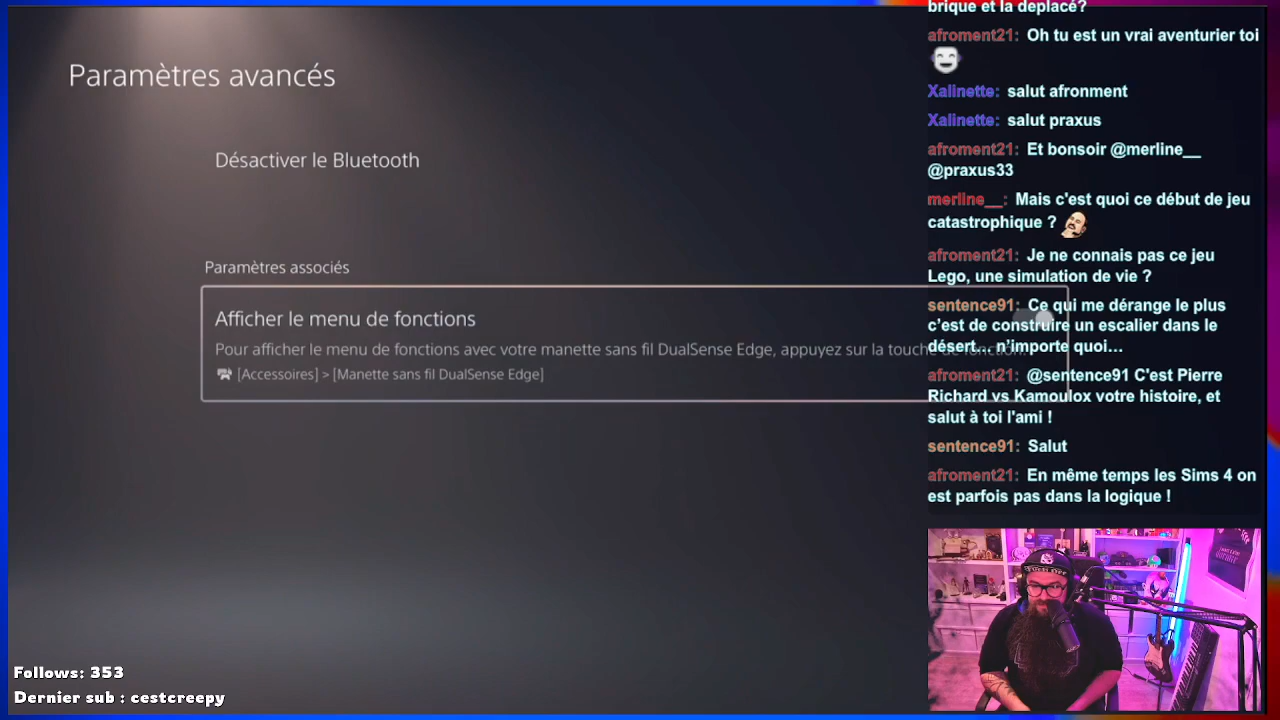 Paramètres avancés
Désactiver le Bluetooth
Paramètres associés
Afficher le menu de fonctions
Pour afficher le menu de fonctions avec votre manette sans fil DualSense Edge, appuyez sur la touche de fonction.
[Accessoires] > [Manette sans fil DualSense Edge]
Follows: 353
Dernier sub : cestcreepy
brique et la deplacé?
afroment21: Oh tu est un vrai aventurier toi
Xalinette: salut afronment
Xalinette: salut praxus
afroment21: Et bonsoir @merline__
@praxus33
merline__: Mais c'est quoi ce début de jeu
catastrophique ?
afroment21: Je ne connais pas ce jeu
Lego, une simulation de vie ?
sentence91: Ce qui me dérange le plus
c’est de construire un escalier dans le
désert… n’importe quoi…
afroment21: @sentence91 C'est Pierre
Richard vs Kamoulox votre histoire, et
salut à toi l'ami !
sentence91: Salut
afroment21: En même temps les Sims 4 on
est parfois pas dans la logique !